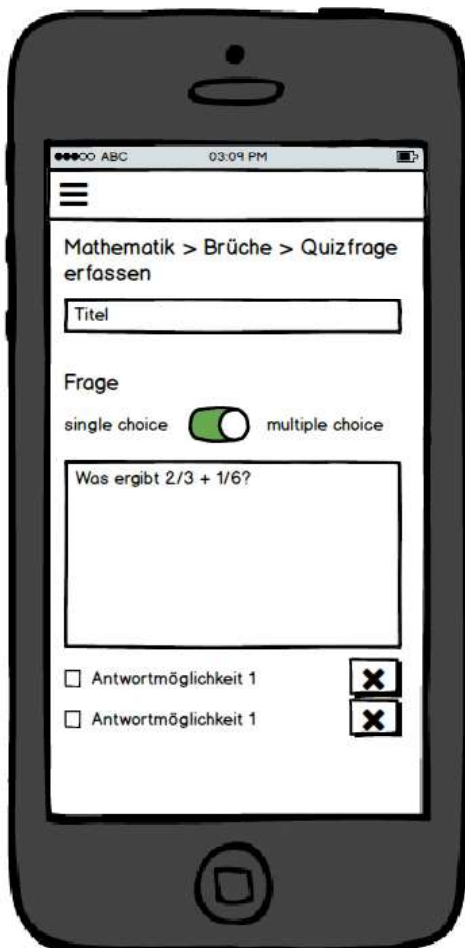 ABC 03:09 PM
Mathematik > Brüche > Quizfrage
erfassen
Titel
Frage
single choice multiple choice
Was ergibt 2/3 + 1/6?
Antwortmöglichkeit 1
Antwortmöglichkeit 1